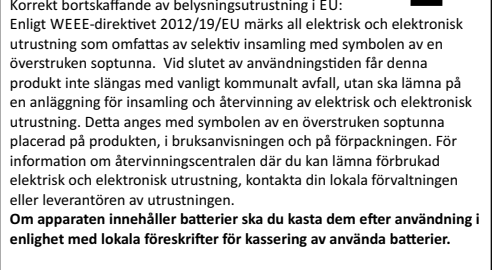 Korrekt bortskaffande av belysningsutrustning i EU:
Enligt WEEE-direktivet 2012/19/EU märks all elektrisk och elektronisk
utrustning som omfattas av selektiv insamling med symbolen av en
överstruken soptunna. Vid slutet av användningstiden får denna
produkt inte slängas med vanligt kommunalt avfall, utan ska lämna på
en anläggning för insamling och återvinning av elektrisk och elektronisk
utrustning. Detta anges med symbolen av en överstruken soptunna
placerad på produkten, i bruksanvisningen och på förpackningen. För
information om återvinningscentralen där du kan lämna förbrukad
elektrisk och elektronisk utrustning, kontakta din lokala förvaltningen
eller leverantören av utrustningen.
Om apparaten innehåller batterier ska du kasta dem efter användning i
enlighet med lokala föreskrifter för kassering av använda batterier.